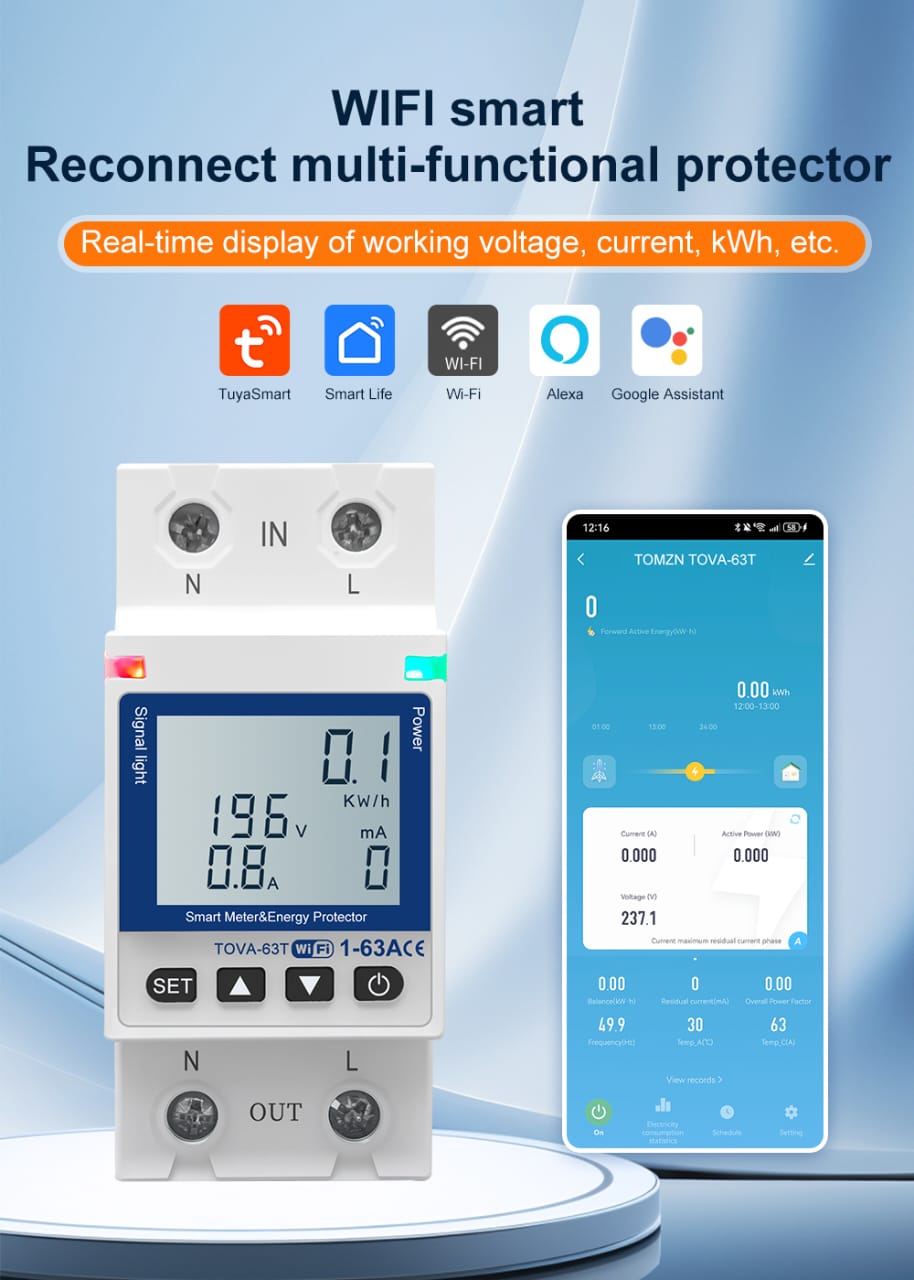 WIFI smart
Reconnect multi-functional protector
Real-time display of working voltage, current, kWh, etc.
WI-FI
TuyaSmart
Smart Life
Wi-Fi
Alexa
Google Assistant
IN
N
L
Signal light
Power
0.1
KW/h
196 V
mA
0.8 A
0
Smart Meter&Energy Protector
TOVA-63T WiFi 1-63A CE
SET
N
L
OUT
12:16
58
TOMZN TOVA-63T
0
Forward Active Energy(kW·h)
0.00 kWh
12:00-13:00
01:00
13:00
24:00
Current (A)
Active Power (kW)
0.000
0.000
Voltage (V)
237.1
Current maximum residual current phase
A
0.00
0
0.00
Balance(kW·h)
Residual current(mA)
Overall Power Factor
49.9
30
63
Frequency(Hz)
Temp_A(℃)
Temp_C(A)
View records >
On
Electricity
consumption
statistics
Schedule
Setting